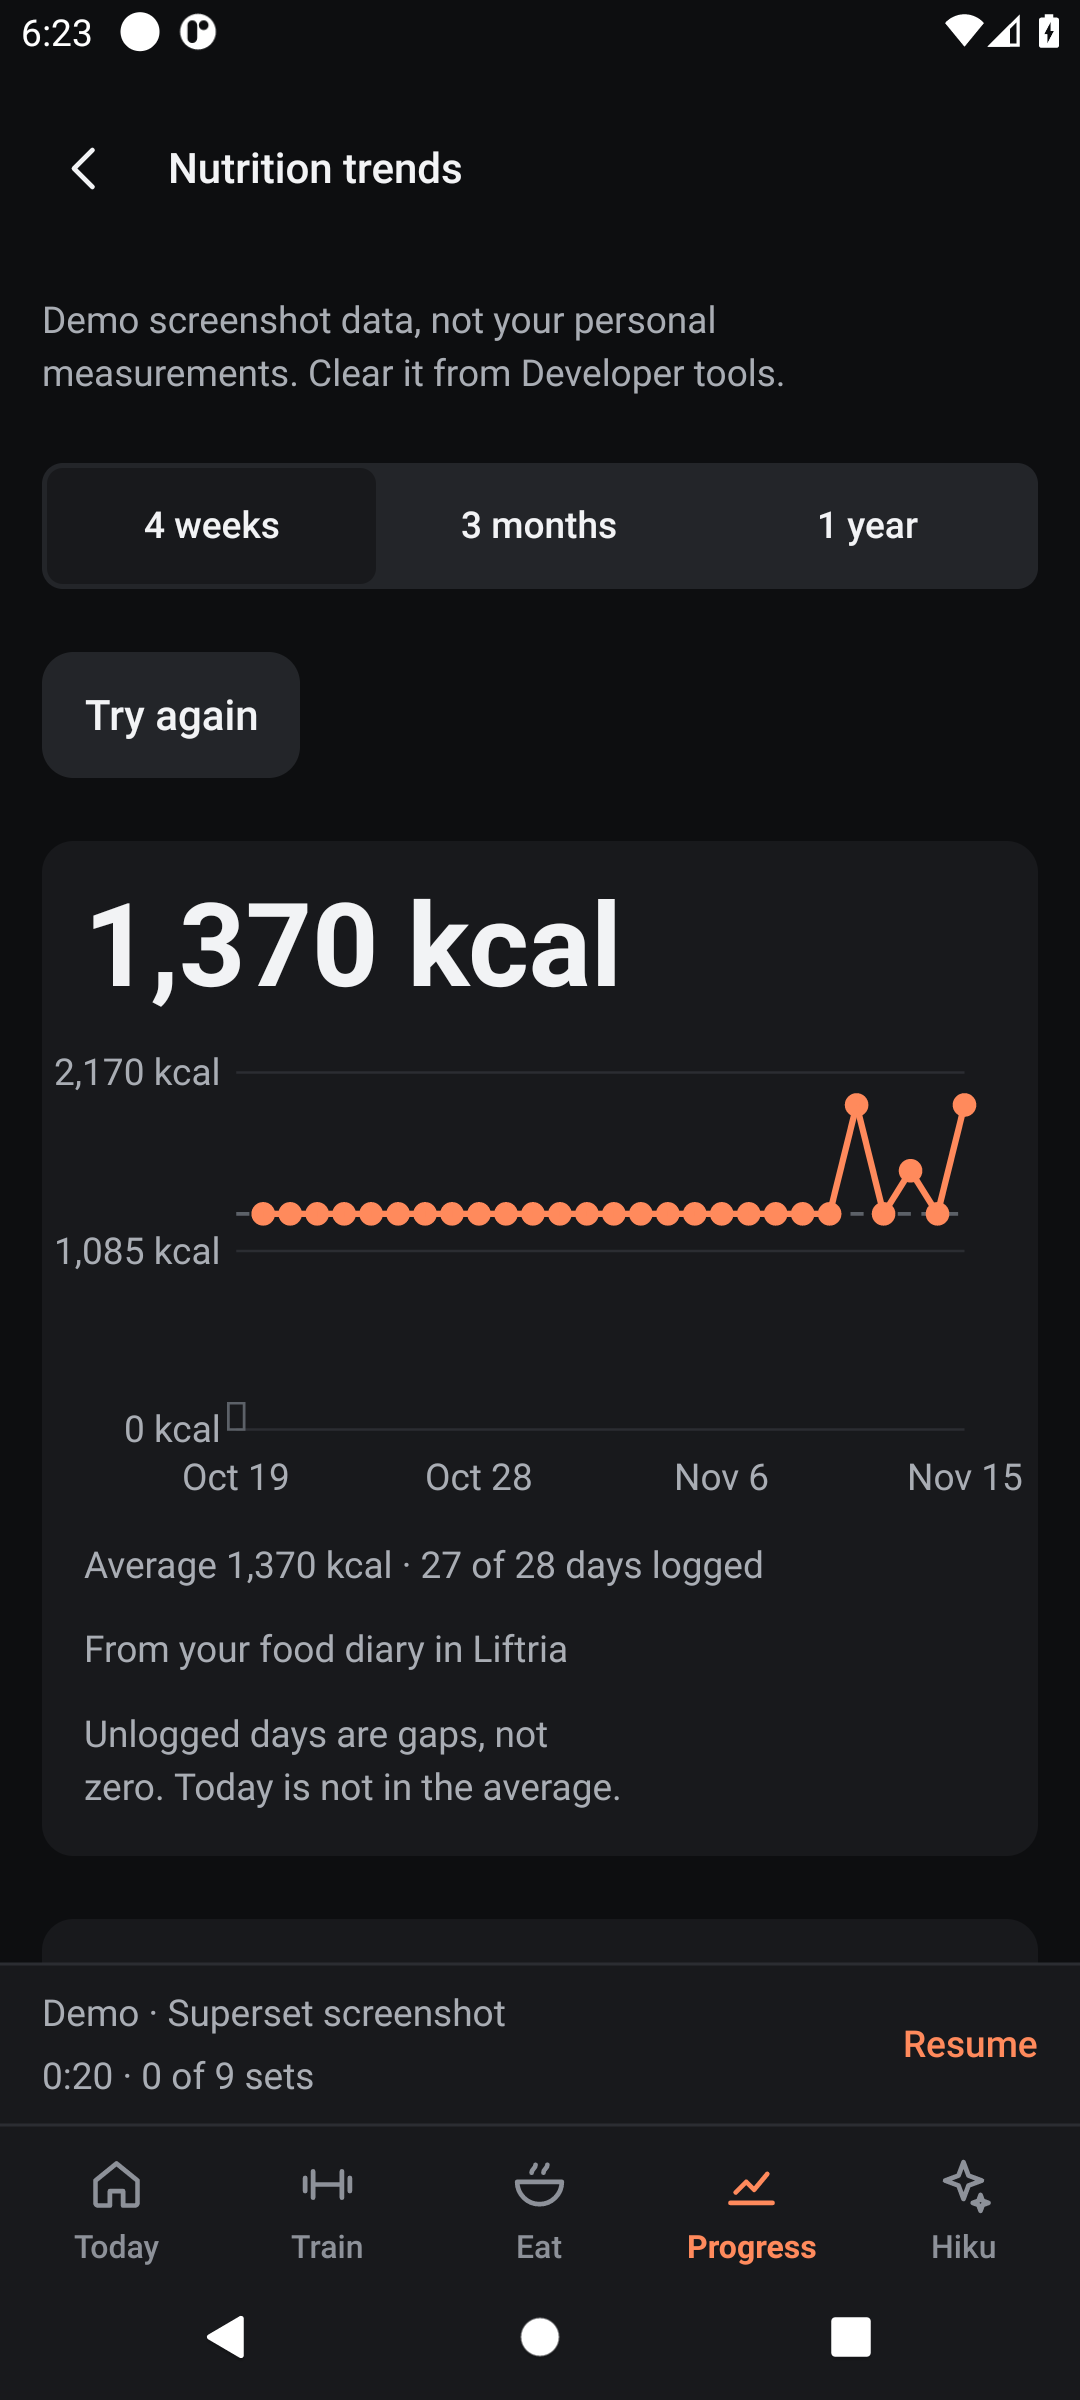 6:23
Nutrition trends
Demo screenshot data, not your personal
measurements. Clear it from Developer tools.
4 weeks
3 months
1 year
Try again
1,370 kcal
2,170 kcal
1,085 kcal
0 kcal
Oct 19
Oct 28
Nov 6
Nov 15
Average 1,370 kcal · 27 of 28 days logged
From your food diary in Liftria
Unlogged days are gaps, not
zero. Today is not in the average.
Demo · Superset screenshot
0:20 · 0 of 9 sets
Resume
Today
Train
Eat
Progress
Hiku